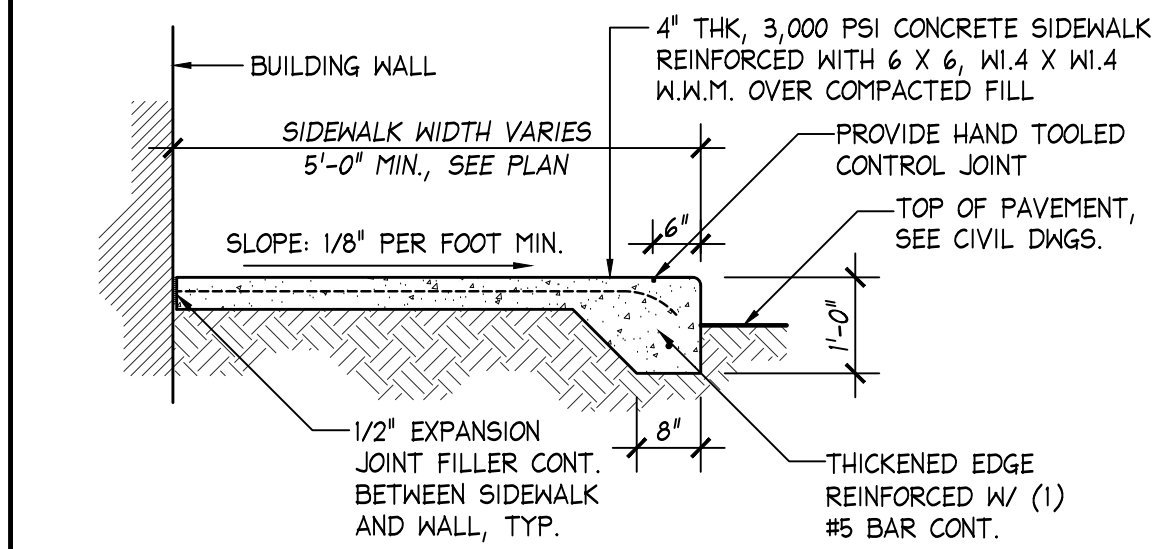 4" THK, 3,000 PSI CONCRETE SIDEWALK
REINFORCED WITH 6 X 6, W1.4 X W1.4
W.W.M. OVER COMPACTED FILL
BUILDING WALL
SIDEWALK WIDTH VARIES
5'-0" MIN., SEE PLAN
PROVIDE HAND TOOLED
CONTROL JOINT
TOP OF PAVEMENT,
SEE CIVIL DWGS.
6"
SLOPE: 1/8" PER FOOT MIN.
1'-0"
8"
1/2" EXPANSION
JOINT FILLER CONT.
BETWEEN SIDEWALK
AND WALL, TYP.
THICKENED EDGE
REINFORCED W/ (1)
#5 BAR CONT.